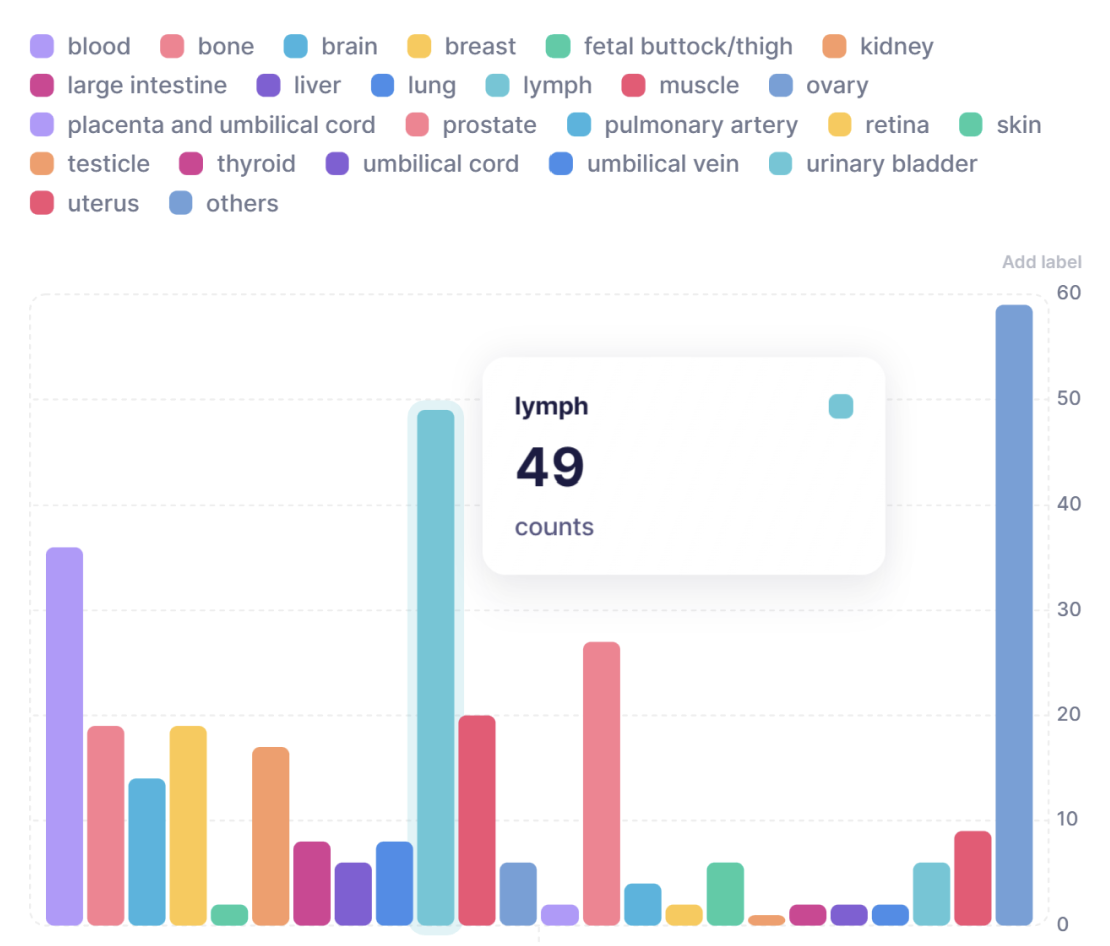 blood bone brain breast fetal buttock/thigh kidney
large intestine liver lung lymph muscle ovary
placenta and umbilical cord prostate pulmonary artery retina skin
testicle thyroid umbilical cord umbilical vein urinary bladder
uterus others
Add label
60
lymph
50
49
40
counts
30
20
10
0